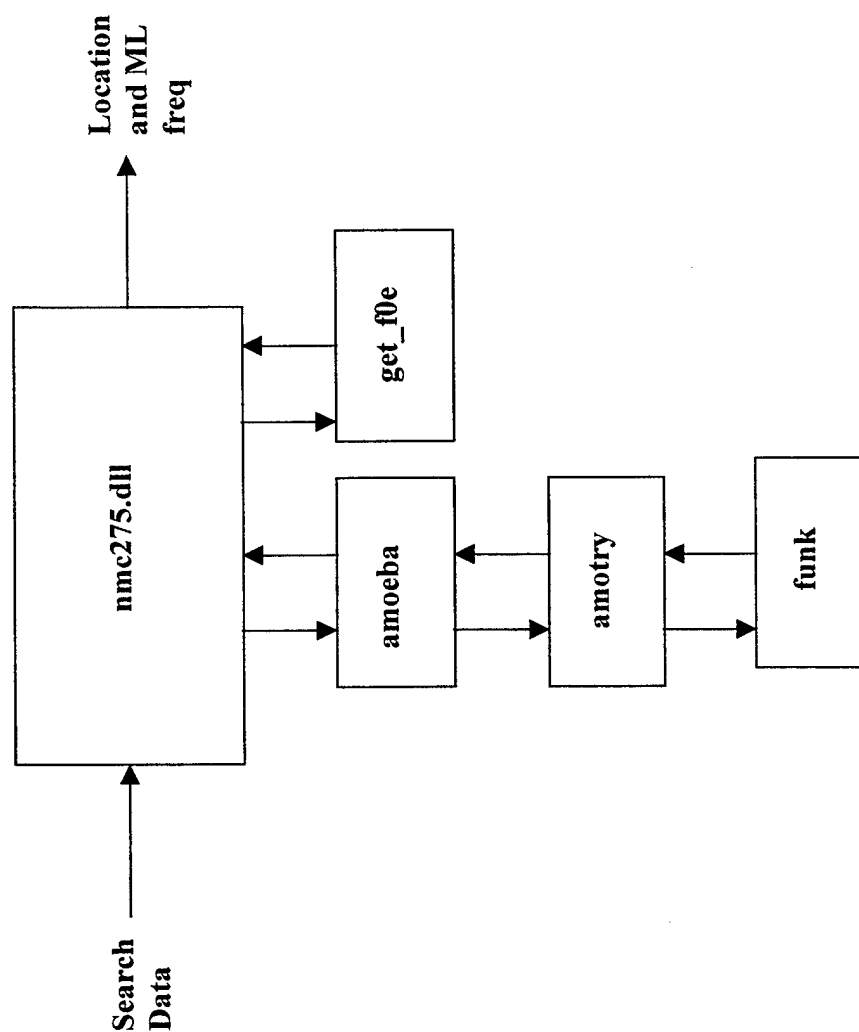 Search
Data
nmc275.dll
Location
and ML
freq
amoeba
get_f0e
amotry
funk